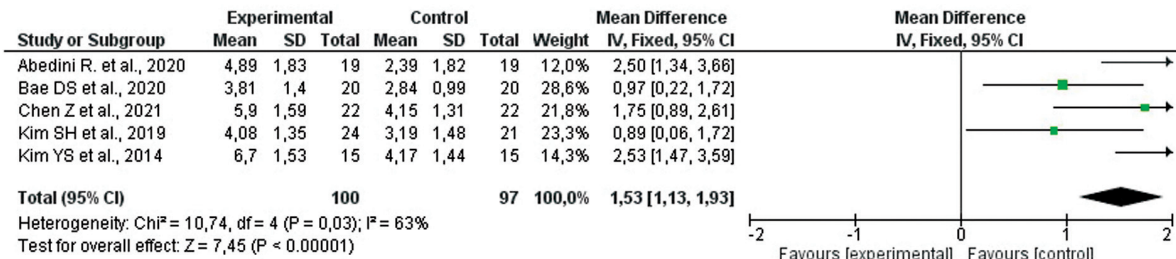 Experimental Control Mean Difference Mean Difference
Study or Subgroup Mean SD Total Mean SD Total Weight IV, Fixed, 95% CI IV, Fixed, 95% CI
Abedini R. et al., 2020 4,89 1,83 19 2,39 1,82 19 12,0% 2,50 [1,34, 3,66]
Bae DS et al., 2020 3,81 1,4 20 2,84 0,99 20 28,6% 0,97 [0,22, 1,72]
Chen Z et al., 2021 5,9 1,59 22 4,15 1,31 22 21,8% 1,75 [0,89, 2,61]
Kim SH et al., 2019 4,08 1,35 24 3,19 1,48 21 23,3% 0,89 [0,06, 1,72]
Kim YS et al., 2014 6,7 1,53 15 4,17 1,44 15 14,3% 2,53 [1,47, 3,59]
Total (95% CI) 100 97 100,0% 1,53 [1,13, 1,93]
Heterogeneity: Chi² = 10,74, df = 4 (P = 0,03); I² = 63%
Test for overall effect: Z = 7,45 (P < 0.00001)
-2 -1 0 1 2
Favours [experimental] Favours [control]